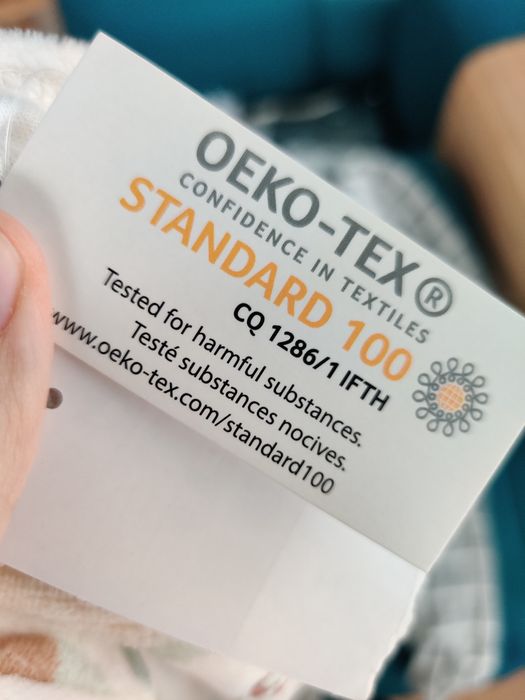 OEKO-TEX®
CONFIDENCE IN TEXTILES
STANDARD 100
CQ 1286/1 IFTH
Tested for harmful substances.
Testé substances nocives.
www.oeko-tex.com/standard100